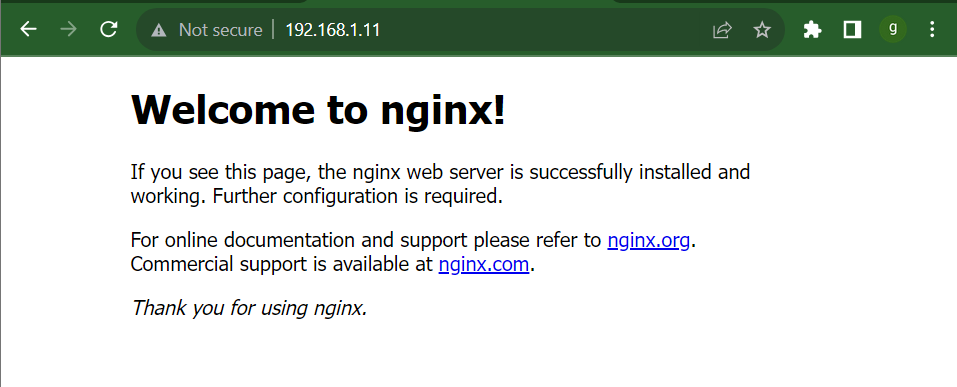 Not secure | 192.168.1.11
g
Welcome to nginx!
If you see this page, the nginx web server is successfully installed and
working. Further configuration is required.
For online documentation and support please refer to nginx.org.
Commercial support is available at nginx.com.
Thank you for using nginx.